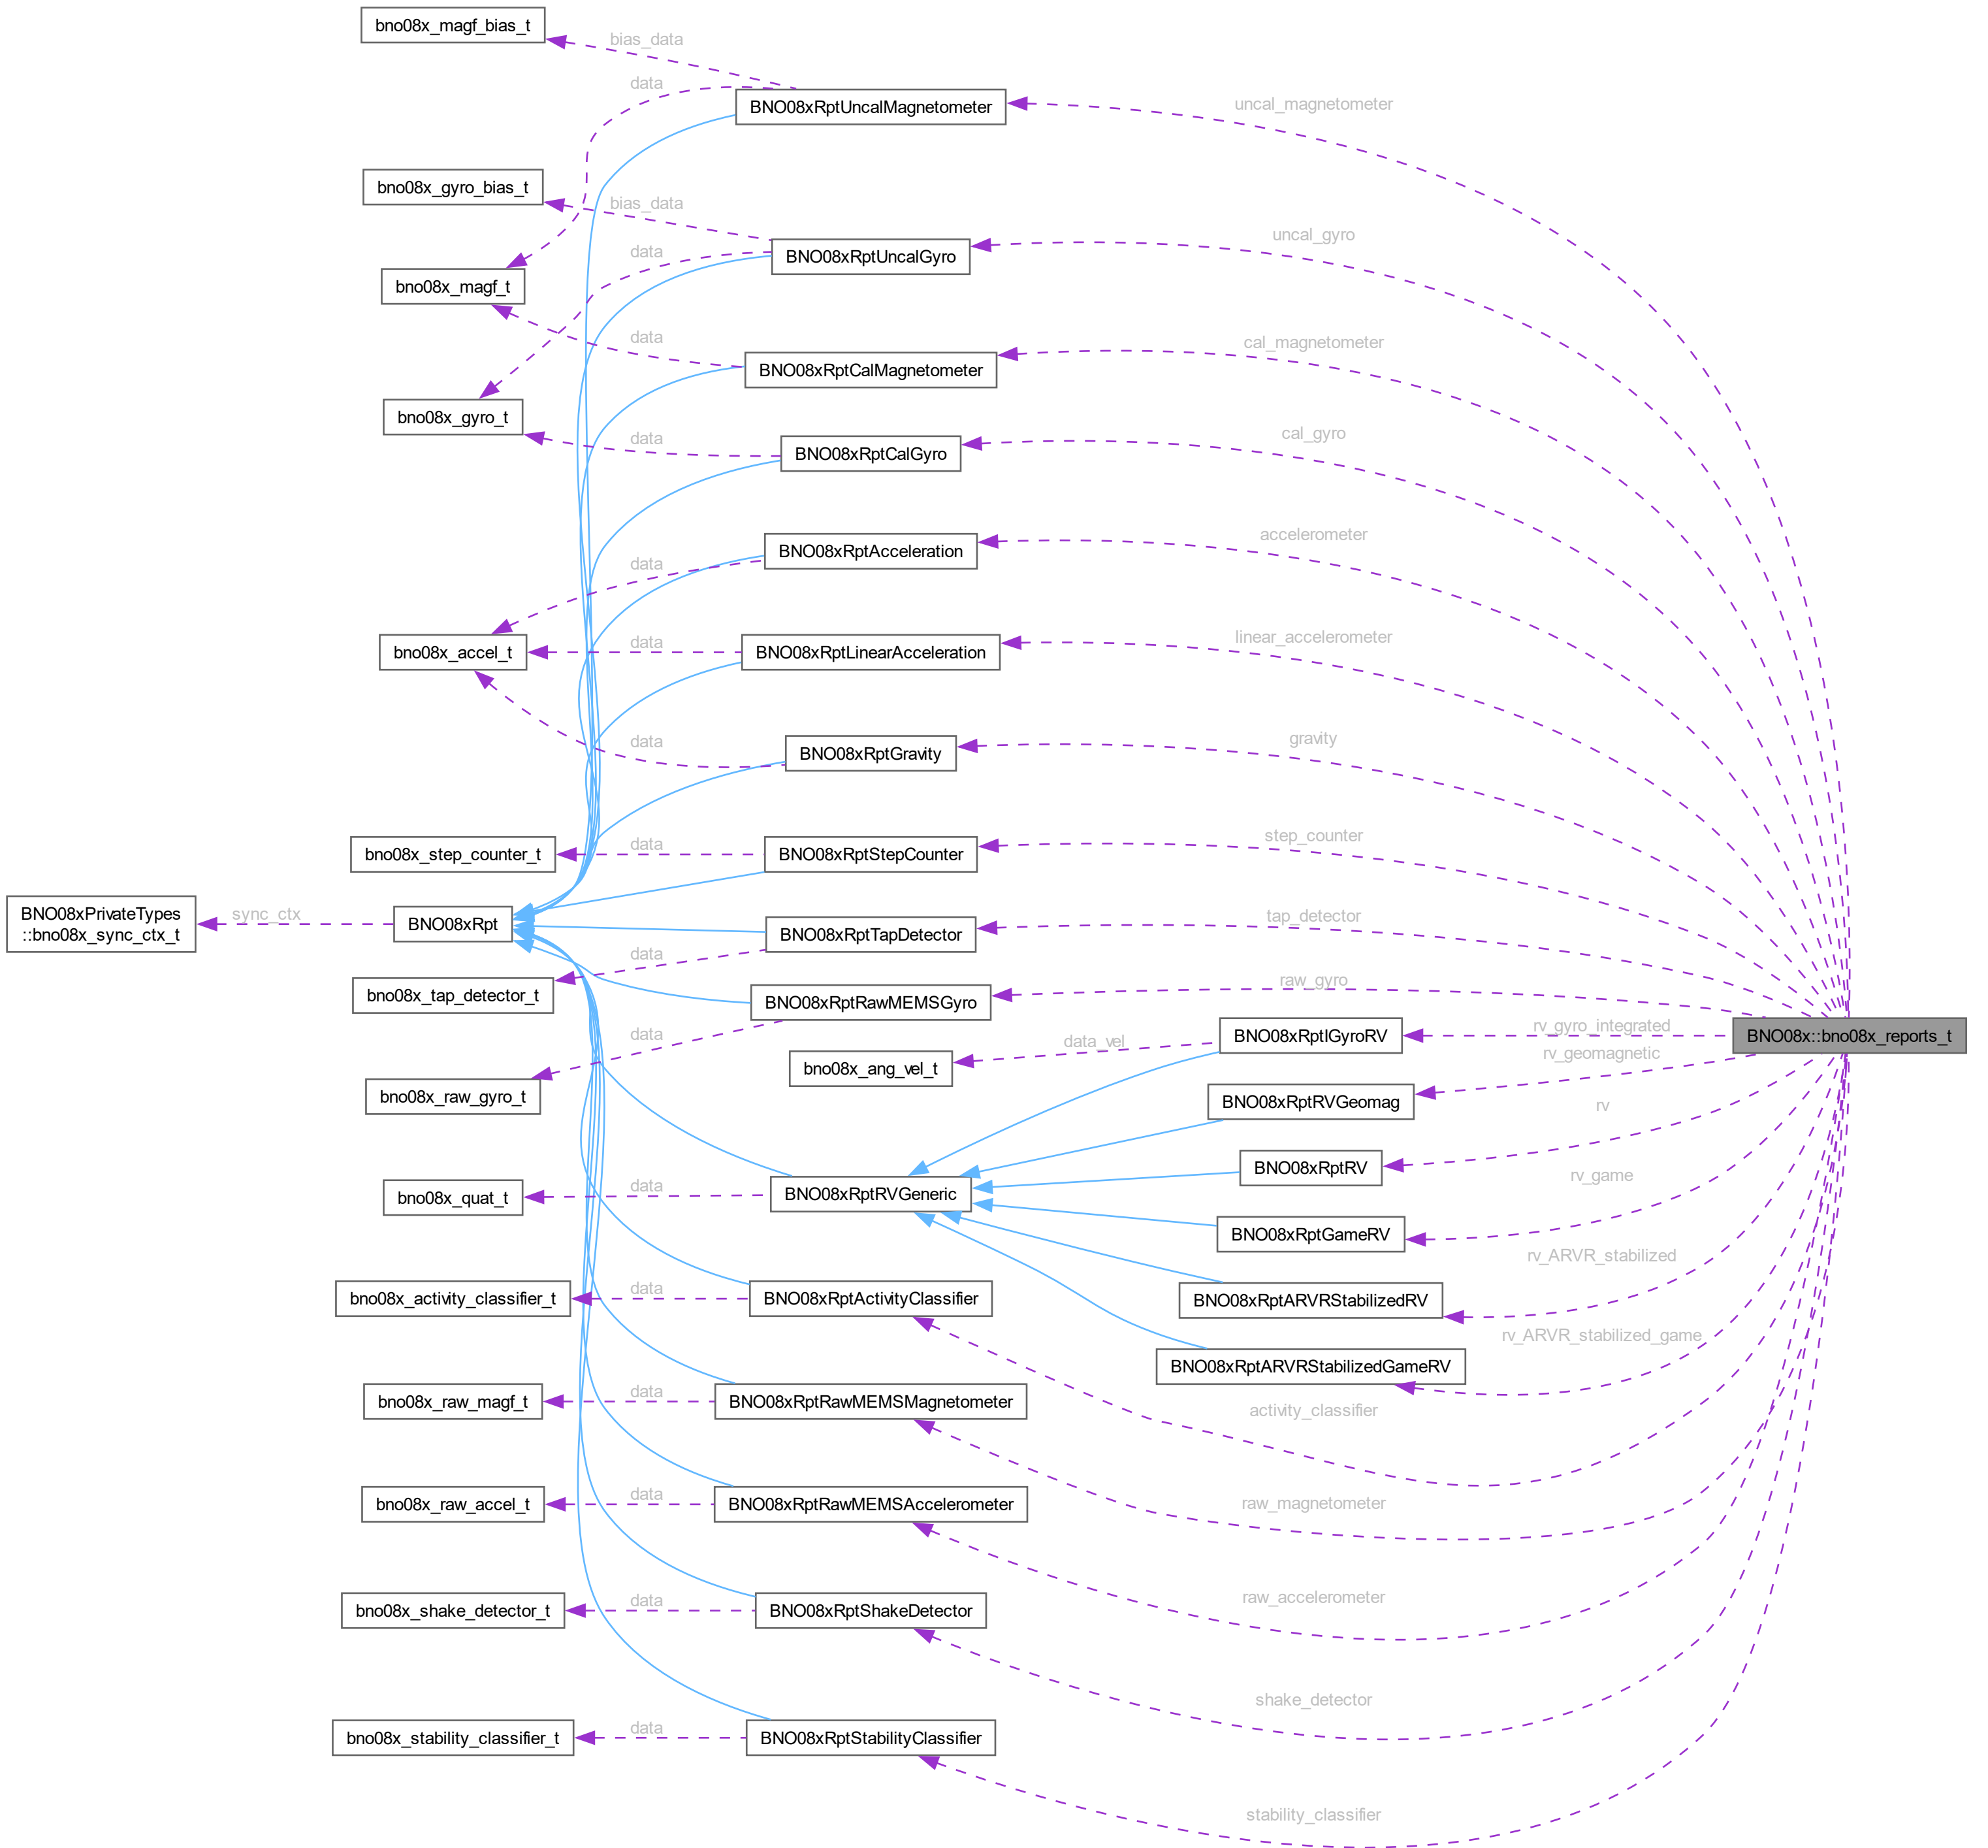 bno08x_magf_bias_t
bias_data
data
BNO08xRptUncalMagnetometer
uncal_magnetometer
bno08x_gyro_bias_t
bias_data
uncal_gyro
data
BNO08xRptUncalGyro
bno08x_magf_t
data
cal_magnetometer
BNO08xRptCalMagnetometer
bno08x_gyro_t
data
cal_gyro
BNO08xRptCalGyro
accelerometer
BNO08xRptAcceleration
data
bno08x_accel_t
data
linear_accelerometer
BNO08xRptLinearAcceleration
data
gravity
BNO08xRptGravity
bno08x_step_counter_t
data
step_counter
BNO08xRptStepCounter
BNO08xPrivateTypes
::bno08x_sync_ctx_t
sync_ctx
BNO08xRpt
tap_detector
BNO08xRptTapDetector
data
bno08x_tap_detector_t
raw_gyro
BNO08xRptRawMEMSGyro
data
bno08x_raw_gyro_t
BNO08xRptIGyroRV
rv_gyro_integrated
BNO08x::bno08x_reports_t
data_vel
bno08x_ang_vel_t
rv_geomagnetic
BNO08xRptRVGeomag
rv
BNO08xRptRV
bno08x_quat_t
data
BNO08xRptRVGeneric
rv_game
BNO08xRptGameRV
rv_ARVR_stabilized
BNO08xRptARVRStabilizedRV
bno08x_activity_classifier_t
data
BNO08xRptActivityClassifier
rv_ARVR_stabilized_game
BNO08xRptARVRStabilizedGameRV
activity_classifier
bno08x_raw_magf_t
data
BNO08xRptRawMEMSMagnetometer
raw_magnetometer
bno08x_raw_accel_t
data
BNO08xRptRawMEMSAccelerometer
raw_accelerometer
bno08x_shake_detector_t
data
BNO08xRptShakeDetector
shake_detector
bno08x_stability_classifier_t
data
BNO08xRptStabilityClassifier
stability_classifier